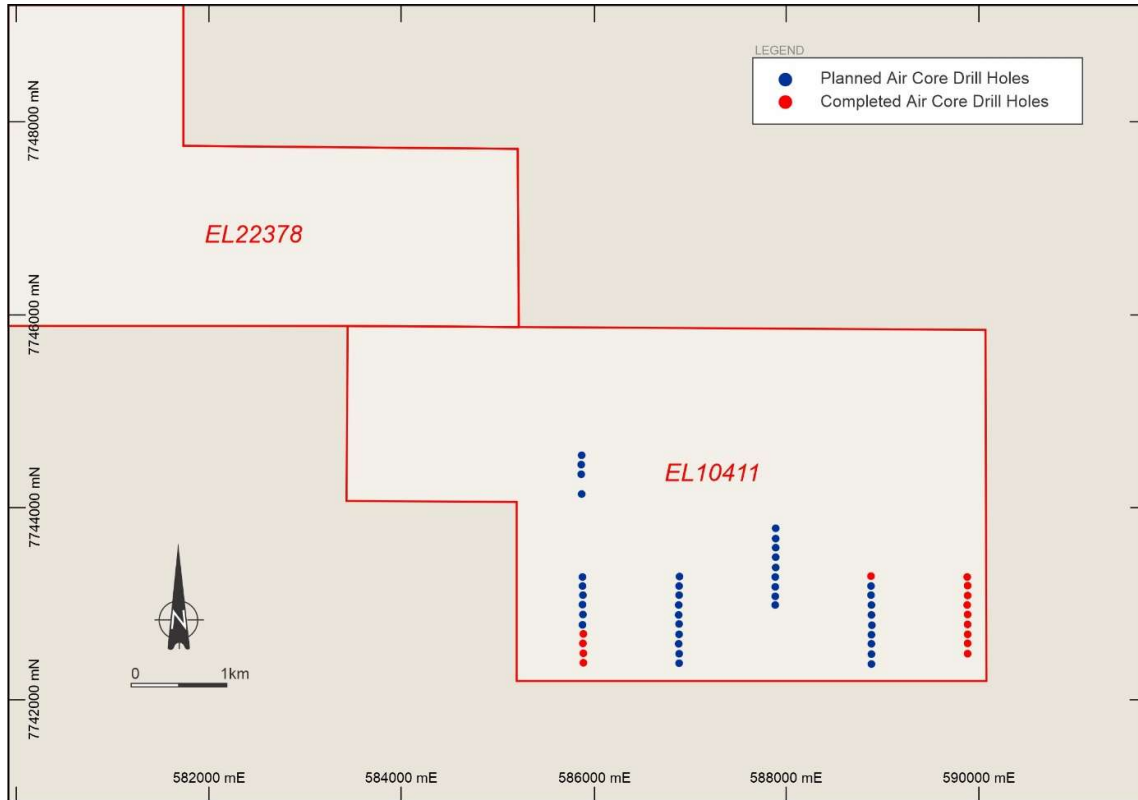 LEGEND
Planned Air Core Drill Holes
Completed Air Core Drill Holes
7748000 mN
EL22378
7746000 mN
EL10411
7744000 mN
N
0 1km
7742000 mN
582000 mE 584000 mE 586000 mE 588000 mE 590000 mE